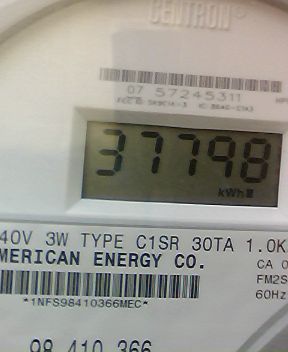 CENTRON®
07 57245311
37798
kWh
40V 3W TYPE C1SR 30TA 1.0K
MERICAN ENERGY CO.
CA 0
FM2S
*1NFS98410366MEC*
60Hz
98 410 366